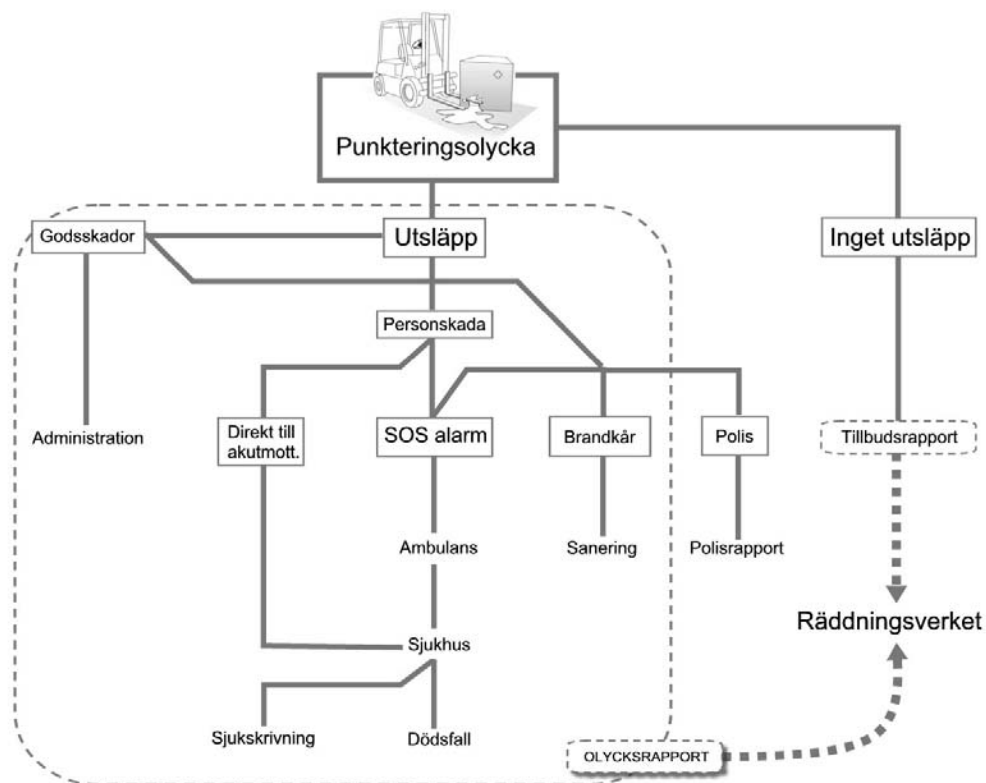 Punkteringsolycka
Godsskador
Utsläpp
Inget utsläpp
Personskada
Administration
Direkt till
akutmott.
SOS alarm
Brandkår
Polis
Tillbudsrapport
Ambulans
Sanering
Polisrapport
Räddningsverket
Sjukhus
Sjukskrivning
Dödsfall
OLYCKSRAPPORT